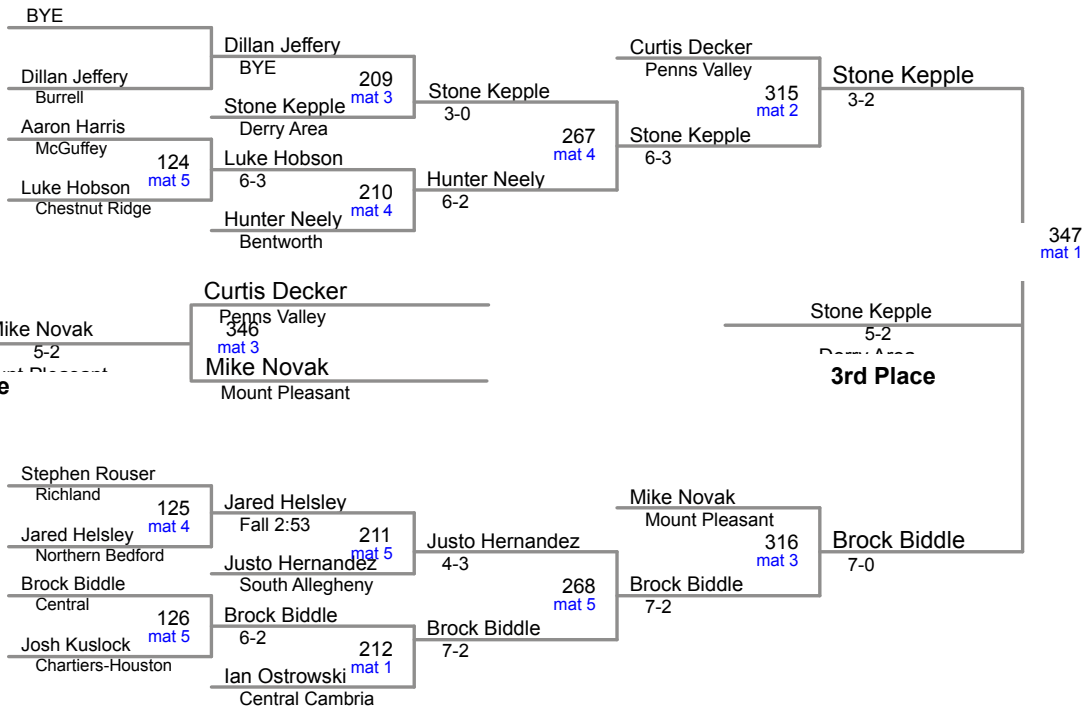 BYE
Dillan Jeffery
Burrell
Aaron Harris
McGuffey
124
mat 5
Luke Hobson
Chestnut Ridge
Dillan Jeffery
BYE
209
mat 3
Stone Kepple
Derry Area
Luke Hobson
6-3
210
mat 4
Hunter Neely
Bentworth
Stone Kepple
3-0
267
mat 4
Hunter Neely
6-2
Curtis Decker
Penns Valley
315
mat 2
Stone Kepple
6-3
Stone Kepple
3-2
347
mat 1
Mike Novak
5-2
Curtis Decker
Penns Valley
346
mat 3
Mike Novak
Mount Pleasant
Stone Kepple
5-2
Derry Area
3rd Place
Stephen Rouser
Richland
125
mat 4
Jared Helsley
Northern Bedford
Brock Biddle
Central
126
mat 5
Josh Kuslock
Chartiers-Houston
Jared Helsley
Fall 2:53
211
mat 5
Justo Hernandez
South Allegheny
Brock Biddle
6-2
212
mat 1
Ian Ostrowski
Central Cambria
Justo Hernandez
4-3
268
mat 5
Brock Biddle
7-2
Mike Novak
Mount Pleasant
316
mat 3
Brock Biddle
7-2
Brock Biddle
7-0